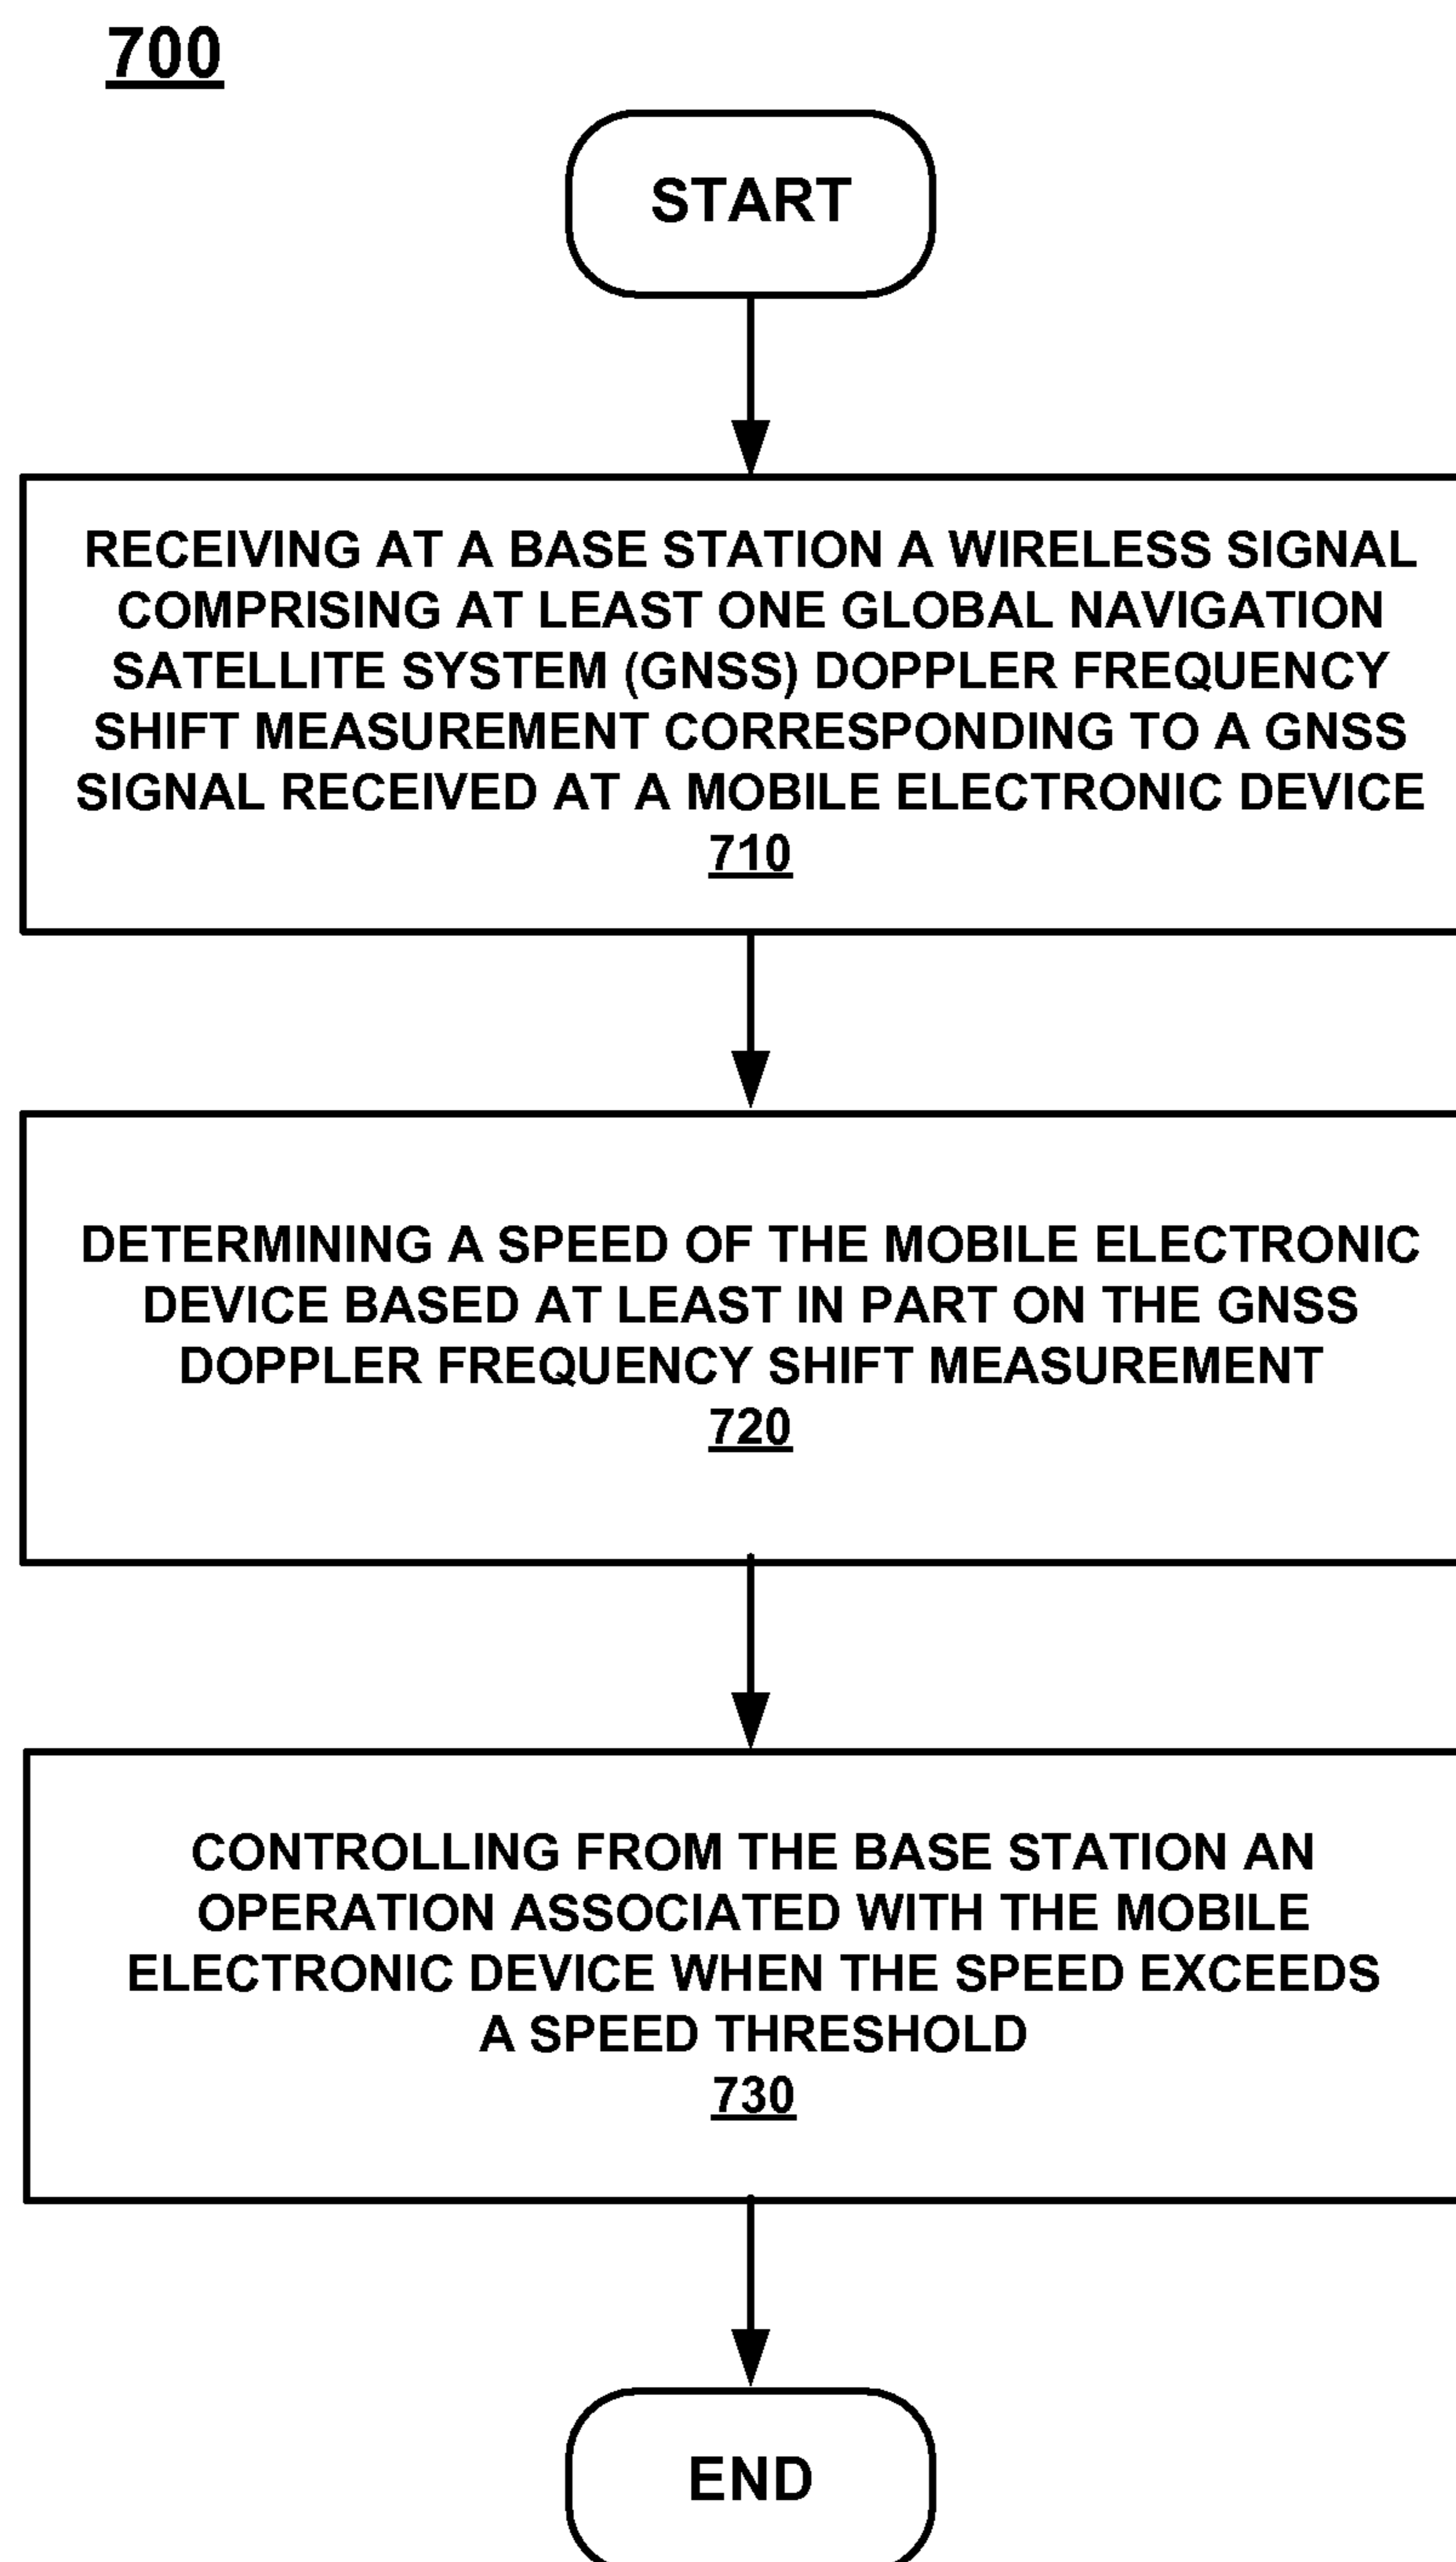 700
START
RECEIVING AT A BASE STATION A WIRELESS SIGNAL
COMPRISING AT LEAST ONE GLOBAL NAVIGATION
SATELLITE SYSTEM (GNSS) DOPPLER FREQUENCY
SHIFT MEASUREMENT CORRESPONDING TO A GNSS
SIGNAL RECEIVED AT A MOBILE ELECTRONIC DEVICE
710
DETERMINING A SPEED OF THE MOBILE ELECTRONIC
DEVICE BASED AT LEAST IN PART ON THE GNSS
DOPPLER FREQUENCY SHIFT MEASUREMENT
720
CONTROLLING FROM THE BASE STATION AN
OPERATION ASSOCIATED WITH THE MOBILE
ELECTRONIC DEVICE WHEN THE SPEED EXCEEDS
A SPEED THRESHOLD
730
END